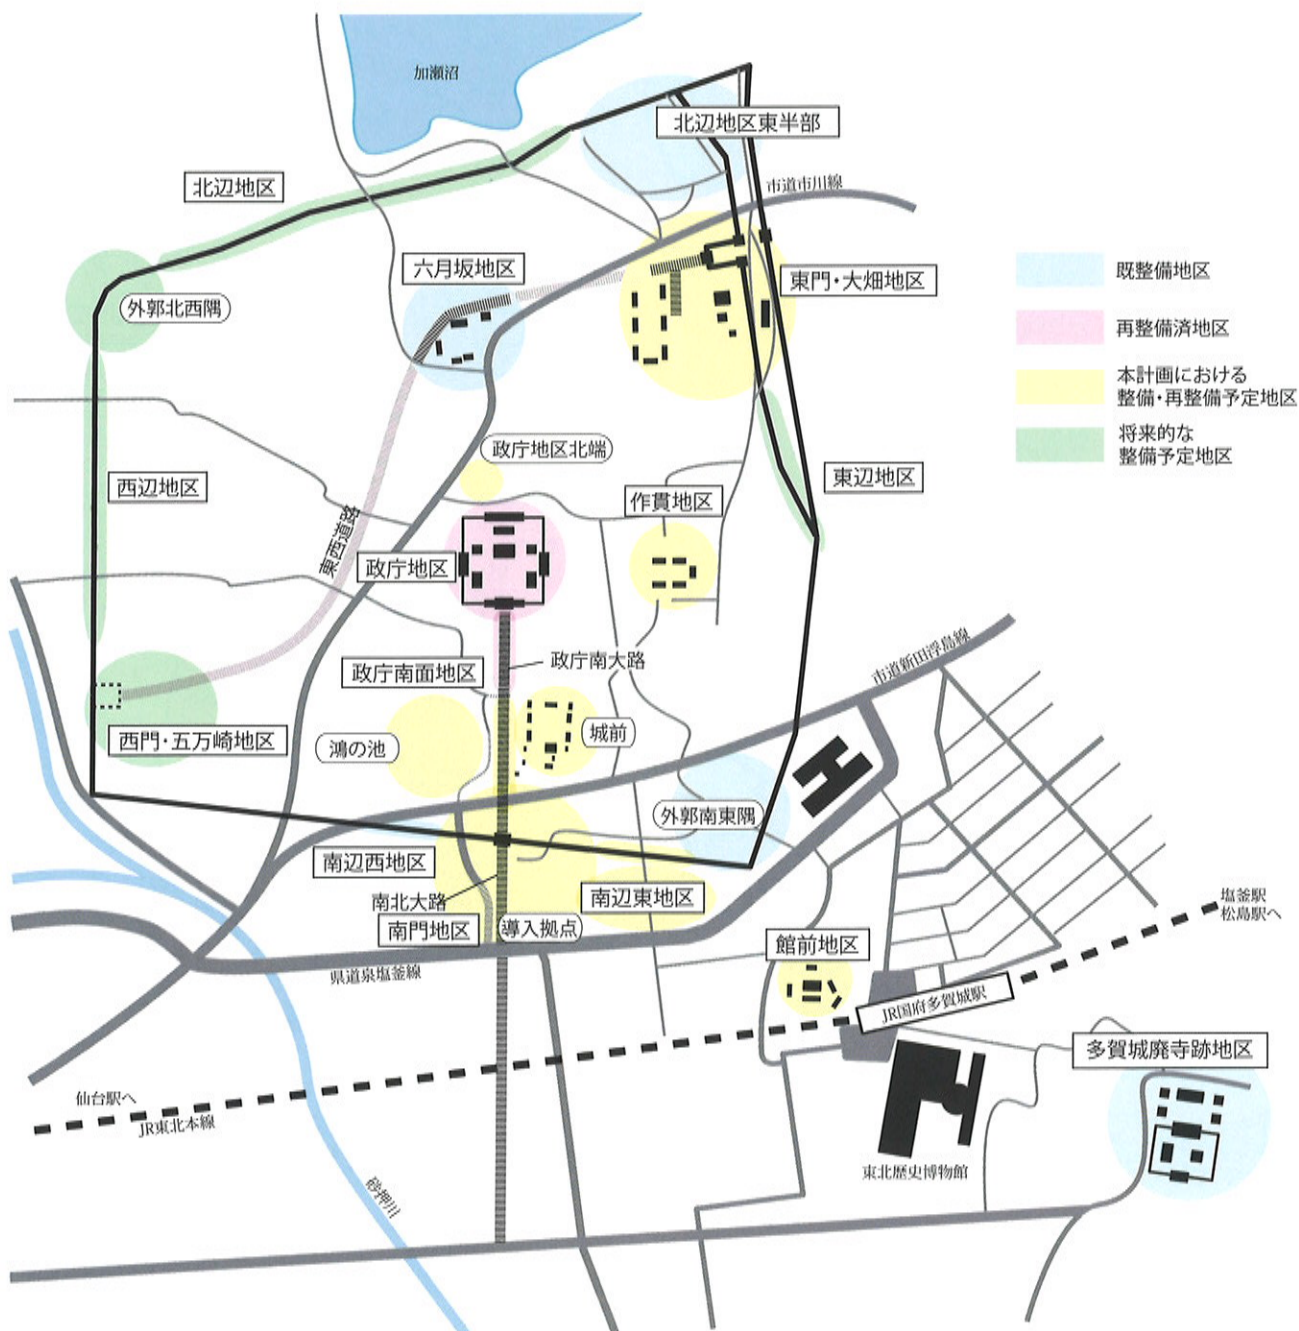 加瀬沼
北辺地区東半部
北辺地区
市道市川線
六月坂地区
東門・大畑地区
外郭北西隅
既整備地区
再整備済地区
本計画における
整備・再整備予定地区
将来的な
整備予定地区
政庁地区北端
西辺地区
作貫地区
東辺地区
東西道路
政庁地区
政庁南面地区
政庁南大路
市道新田浮島線
西門・五万崎地区
鴻の池
城前
外郭南東隅
南辺西地区
南北大路
南辺東地区
南門地区
導入拠点
館前地区
塩釜駅
松島駅へ
県道泉塩釜線
JR国府多賀城駅
多賀城廃寺跡地区
仙台駅へ
JR東北本線
東北歴史博物館
砂押川